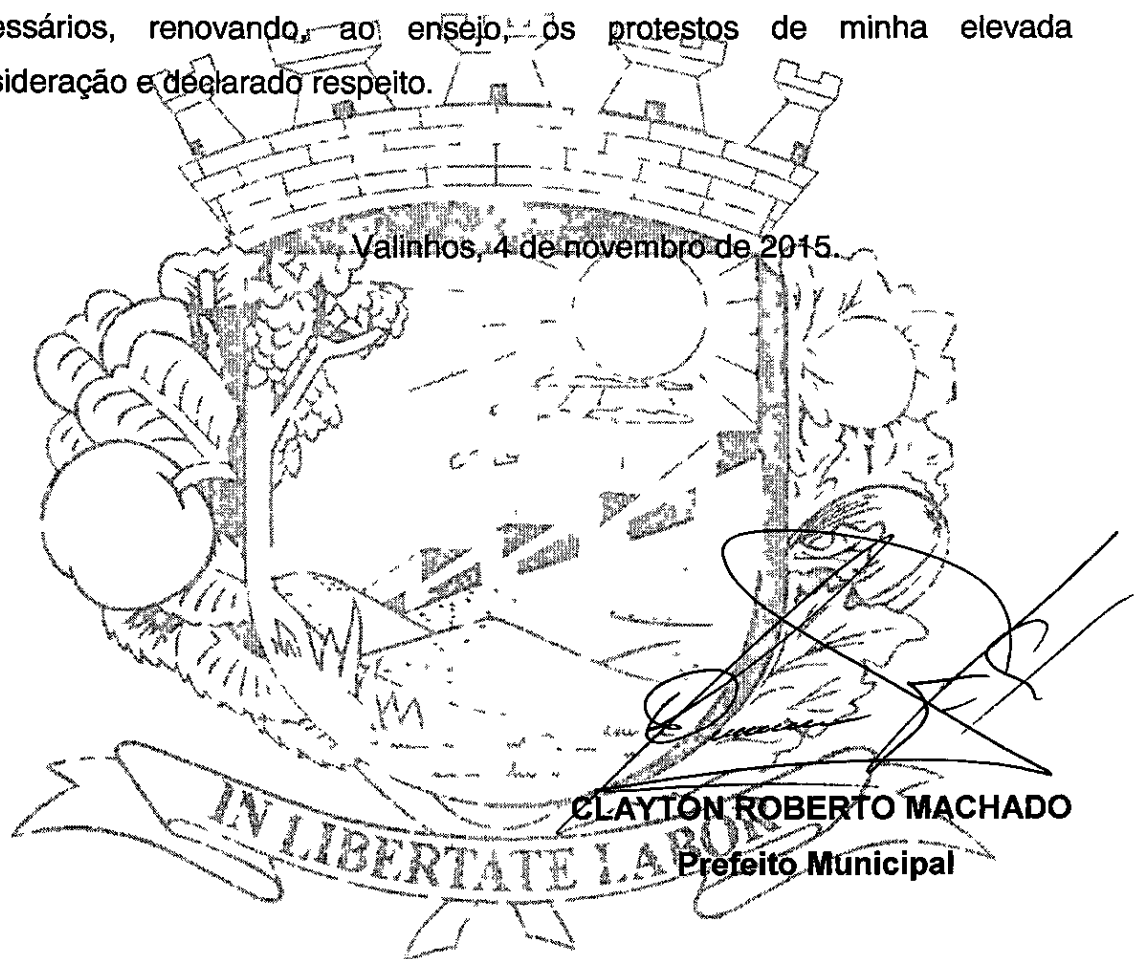 essários, renovando, ao ensejo, os protestos de minha elevada
sideração e declarado respeito.
Valinhos, 4 de novembro de 2015.
CLAYTON ROBERTO MACHADO
Prefeito Municipal
IN LIBERTATE LABOR